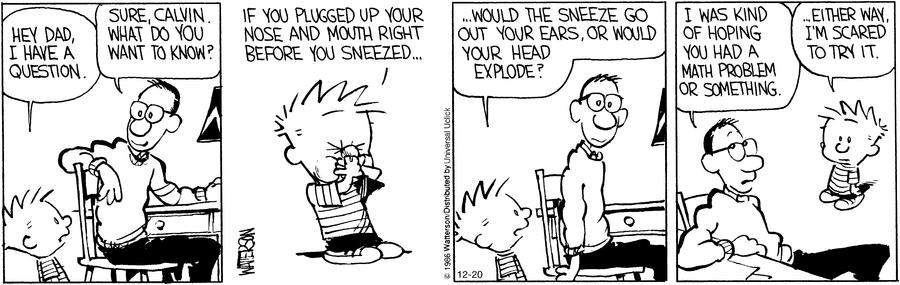 HEY DAD,
I HAVE A
QUESTION.
SURE, CALVIN.
WHAT DO YOU
WANT TO KNOW?
IF YOU PLUGGED UP YOUR
NOSE AND MOUTH RIGHT
BEFORE YOU SNEEZED...
WATTERSON
...WOULD THE SNEEZE GO
OUT YOUR EARS, OR WOULD
YOUR HEAD
EXPLODE?
© 1986 Watterson/Distributed by Universal Uclick
12-20
I WAS KIND
OF HOPING
YOU HAD A
MATH PROBLEM
OR SOMETHING.
...EITHER WAY,
I'M SCARED
TO TRY IT.